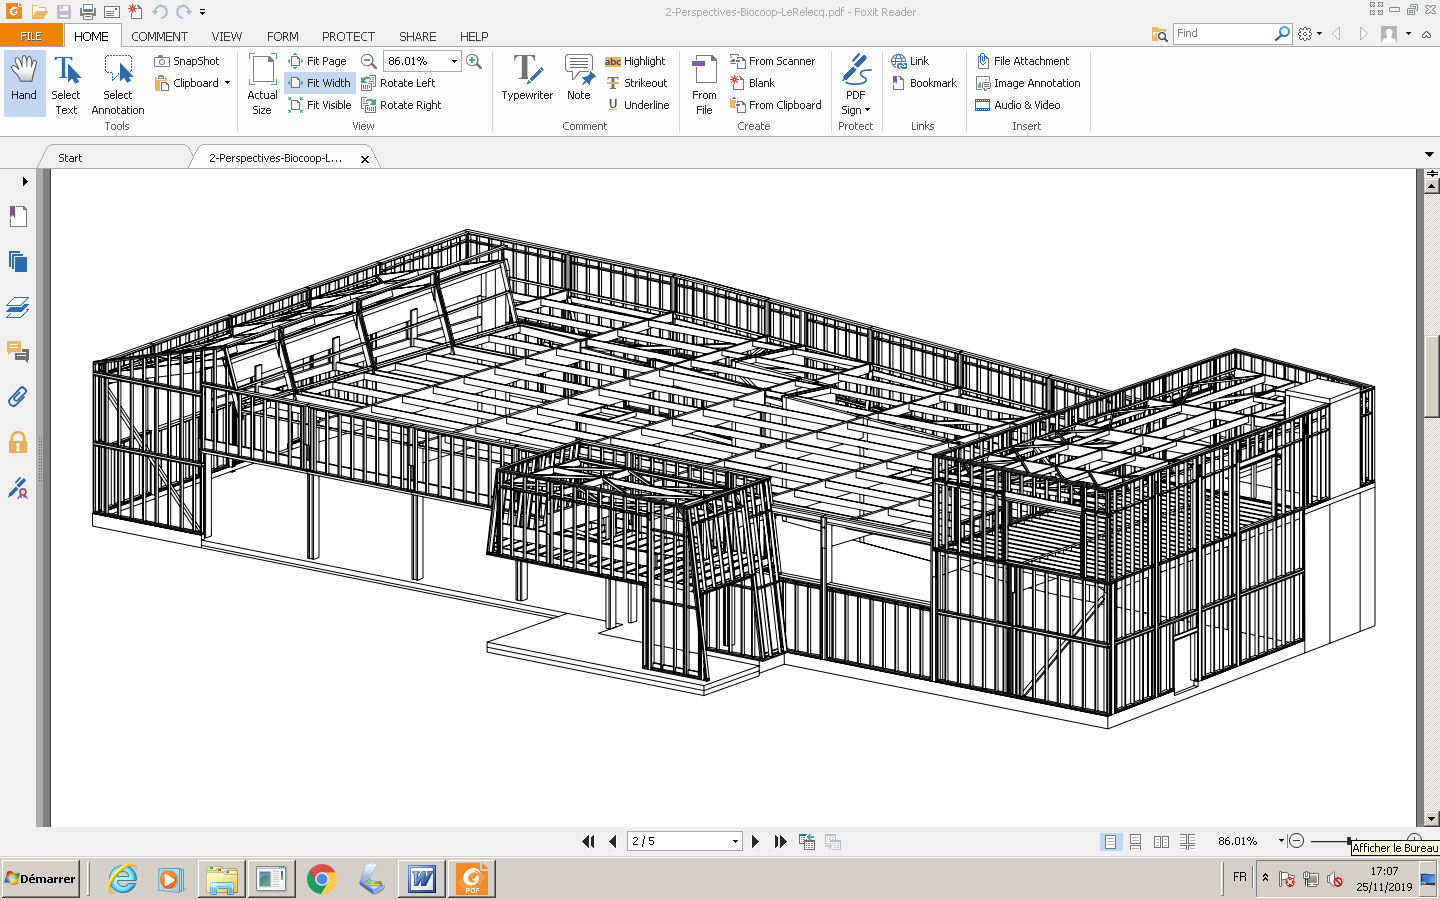 2-Perspectives-Biocoop-LeRelecq.pdf - Foxit Reader
FILE HOME COMMENT VIEW FORM PROTECT SHARE HELP
Find
Hand
Select Text
Select Annotation
SnapShot
Clipboard
Tools
Actual Size
Fit Page
Fit Width
Fit Visible
86.01%
Rotate Left
Rotate Right
View
Typewriter
Note
abc Highlight
Strikeout
Underline
Comment
From File
From Scanner
Blank
From Clipboard
Create
PDF Sign
Protect
Link
Bookmark
Links
File Attachment
Image Annotation
Audio & Video
Insert
Start
2-Perspectives-Biocoop-L...
2 / 5
86.01%
Afficher le Bureau
Démarrer
PDF
FR
17:07
25/11/2019